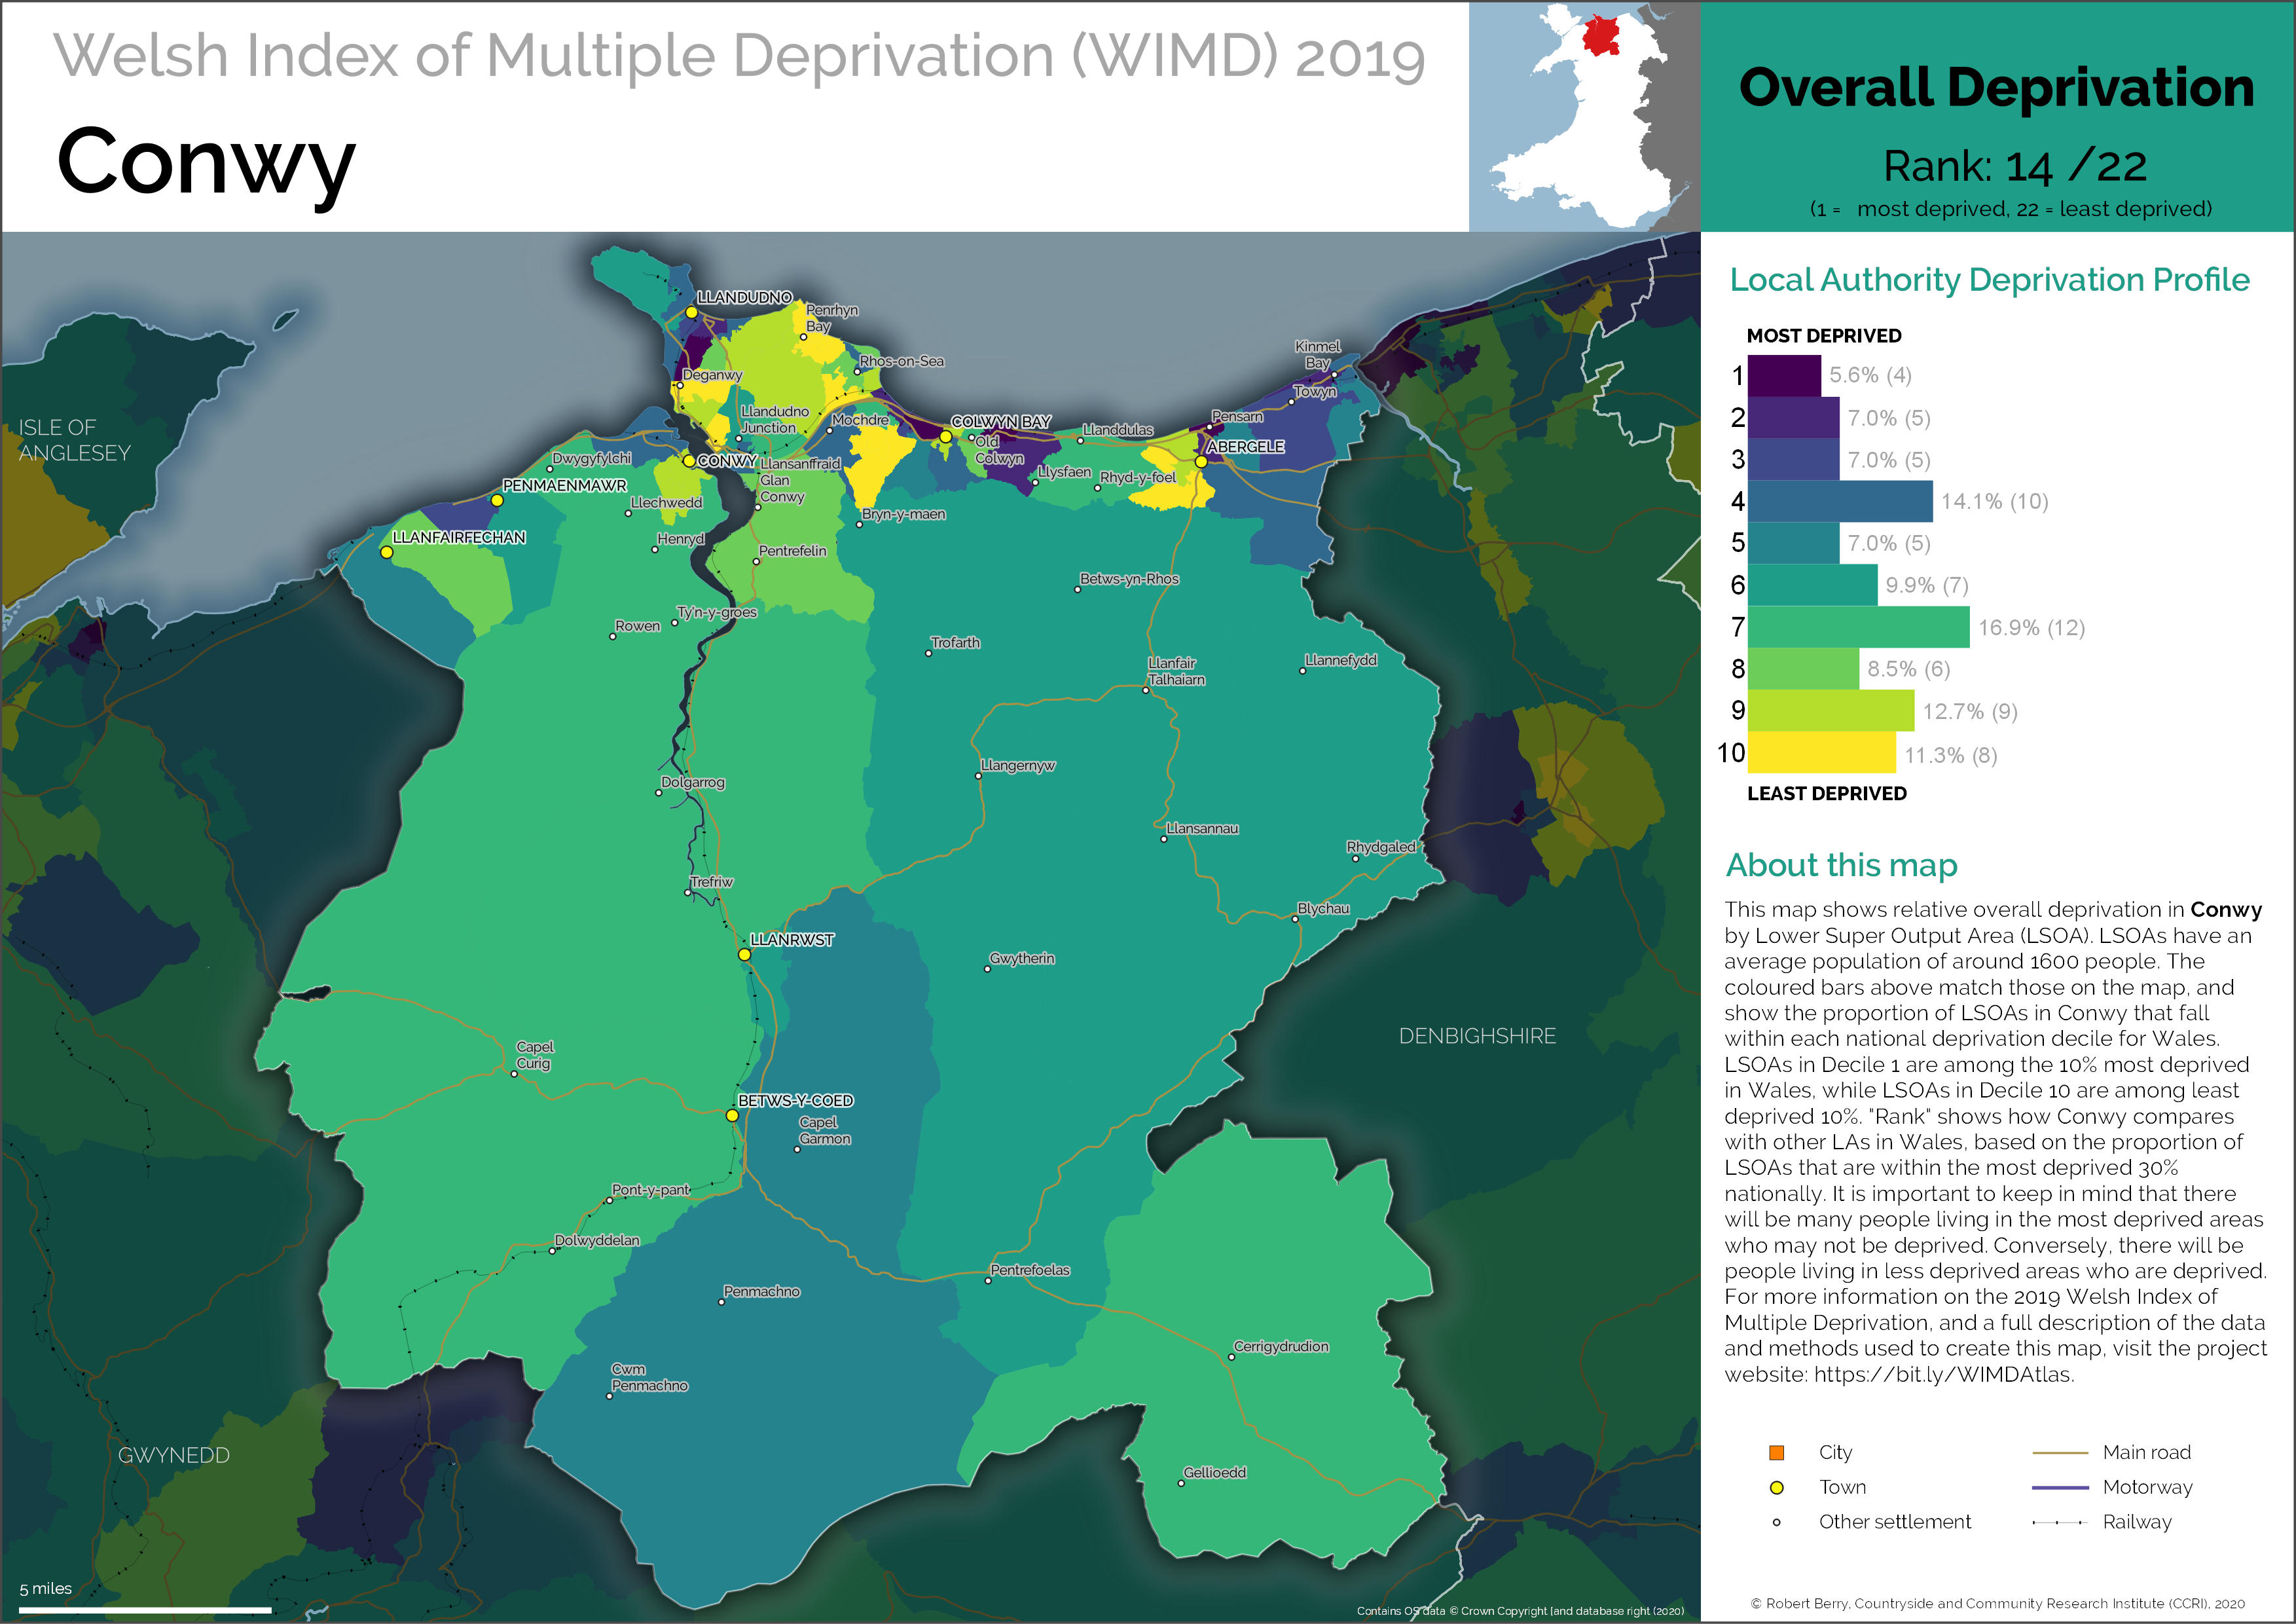 Welsh Index of Multiple Deprivation (WIMD) 2019
Conwy
Overall Deprivation
Rank: 14 /22
(1 = most deprived, 22 = least deprived)
ISLE OF
ANGLESEY
LLANDUDNO
Penrhyn
Bay
Rhos-on-Sea
Deganwy
Llandudno
Junction
Mochdre
COLWYN BAY
Old
Colwyn
Llanddulas
Kinmel
Bay
Towyn
Pensarn
ABERGELE
Dwygyfylchi
CONWY
Llansanffraid
Glan
Conwy
Llysfaen
Rhyd-y-foel
PENMAENMAWR
Llechwedd
Bryn-y-maen
LLANFAIRFECHAN
Henryd
Pentrefelin
Betws-yn-Rhos
Ty'n-y-groes
Rowen
Trofarth
Llanfair
Talhaiarn
Llannefydd
Llangernyw
Dolgarrog
Llansannau
Rhydgaled
Trefriw
Blychau
LLANRWST
Gwytherin
DENBIGHSHIRE
Capel
Curig
BETWS-Y-COED
Capel
Garmon
Pont-y-pant
Dolwyddelan
Pentrefoelas
Penmachno
Cerrigydrudion
Cwm
Penmachno
GWYNEDD
Gellioedd
5 miles
Contains OS data © Crown Copyright [and database right (2020)
Local Authority Deprivation Profile
MOST DEPRIVED
1 5.6% (4)
2 7.0% (5)
3 7.0% (5)
4 14.1% (10)
5 7.0% (5)
6 9.9% (7)
7 16.9% (12)
8 8.5% (6)
9 12.7% (9)
10 11.3% (8)
LEAST DEPRIVED
About this map
This map shows relative overall deprivation in Conwy
by Lower Super Output Area (LSOA). LSOAs have an
average population of around 1600 people. The
coloured bars above match those on the map, and
show the proportion of LSOAs in Conwy that fall
within each national deprivation decile for Wales.
LSOAs in Decile 1 are among the 10% most deprived
in Wales, while LSOAs in Decile 10 are among least
deprived 10%. "Rank" shows how Conwy compares
with other LAs in Wales, based on the proportion of
LSOAs that are within the most deprived 30%
nationally. It is important to keep in mind that there
will be many people living in the most deprived areas
who may not be deprived. Conversely, there will be
people living in less deprived areas who are deprived.
For more information on the 2019 Welsh Index of
Multiple Deprivation, and a full description of the data
and methods used to create this map, visit the project
website: https://bit.ly/WIMDAtlas.
City
Main road
Town
Motorway
Other settlement
Railway
© Robert Berry, Countryside and Community Research Institute (CCRI), 2020